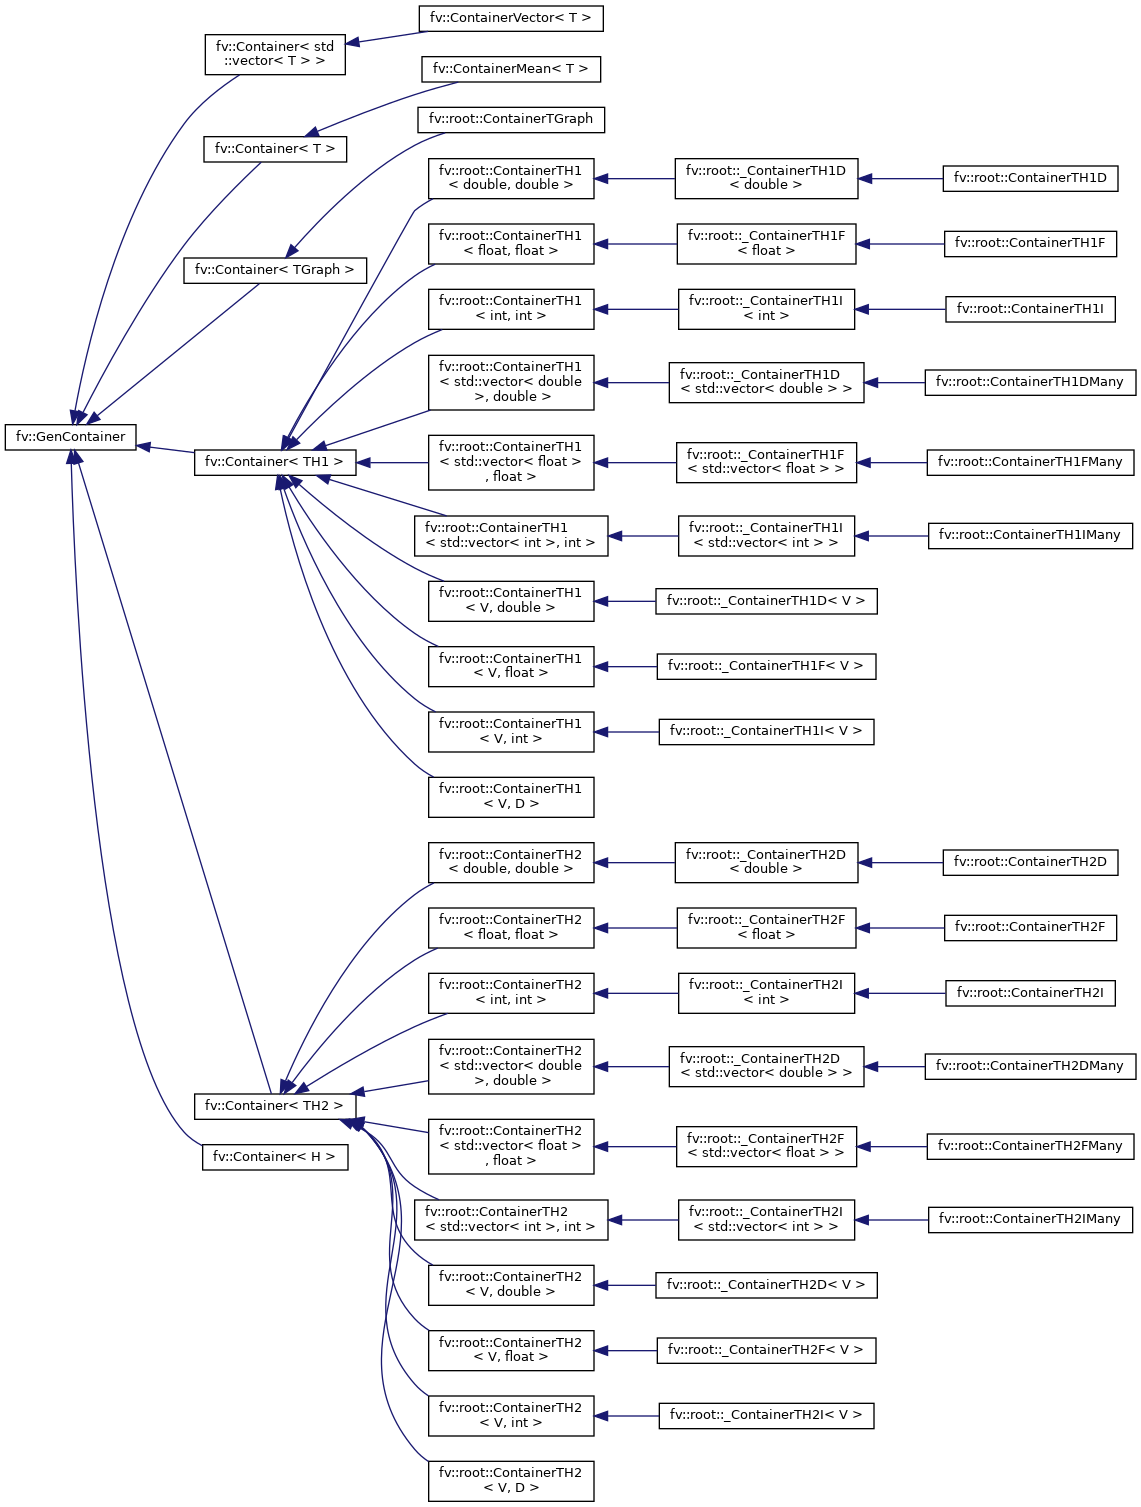 fv::ContainerVector< T >
fv::Container< std
::vector< T > >
fv::ContainerMean< T >
fv::root::ContainerTGraph
fv::Container< T >
fv::root::ContainerTH1
< double, double >
fv::root::_ContainerTH1D
< double >
fv::root::ContainerTH1D
fv::root::ContainerTH1
< float, float >
fv::root::_ContainerTH1F
< float >
fv::root::ContainerTH1F
fv::Container< TGraph >
fv::root::ContainerTH1
< int, int >
fv::root::_ContainerTH1I
< int >
fv::root::ContainerTH1I
fv::root::ContainerTH1
< std::vector< double
>, double >
fv::root::_ContainerTH1D
< std::vector< double > >
fv::root::ContainerTH1DMany
fv::GenContainer
fv::Container< TH1 >
fv::root::ContainerTH1
< std::vector< float >
, float >
fv::root::_ContainerTH1F
< std::vector< float > >
fv::root::ContainerTH1FMany
fv::root::ContainerTH1
< std::vector< int >, int >
fv::root::_ContainerTH1I
< std::vector< int > >
fv::root::ContainerTH1IMany
fv::root::ContainerTH1
< V, double >
fv::root::_ContainerTH1D< V >
fv::root::ContainerTH1
< V, float >
fv::root::_ContainerTH1F< V >
fv::root::ContainerTH1
< V, int >
fv::root::_ContainerTH1I< V >
fv::root::ContainerTH1
< V, D >
fv::root::ContainerTH2
< double, double >
fv::root::_ContainerTH2D
< double >
fv::root::ContainerTH2D
fv::root::ContainerTH2
< float, float >
fv::root::_ContainerTH2F
< float >
fv::root::ContainerTH2F
fv::root::ContainerTH2
< int, int >
fv::root::_ContainerTH2I
< int >
fv::root::ContainerTH2I
fv::root::ContainerTH2
< std::vector< double
>, double >
fv::root::_ContainerTH2D
< std::vector< double > >
fv::root::ContainerTH2DMany
fv::Container< TH2 >
fv::root::ContainerTH2
< std::vector< float >
, float >
fv::root::_ContainerTH2F
< std::vector< float > >
fv::root::ContainerTH2FMany
fv::Container< H >
fv::root::ContainerTH2
< std::vector< int >, int >
fv::root::_ContainerTH2I
< std::vector< int > >
fv::root::ContainerTH2IMany
fv::root::ContainerTH2
< V, double >
fv::root::_ContainerTH2D< V >
fv::root::ContainerTH2
< V, float >
fv::root::_ContainerTH2F< V >
fv::root::ContainerTH2
< V, int >
fv::root::_ContainerTH2I< V >
fv::root::ContainerTH2
< V, D >